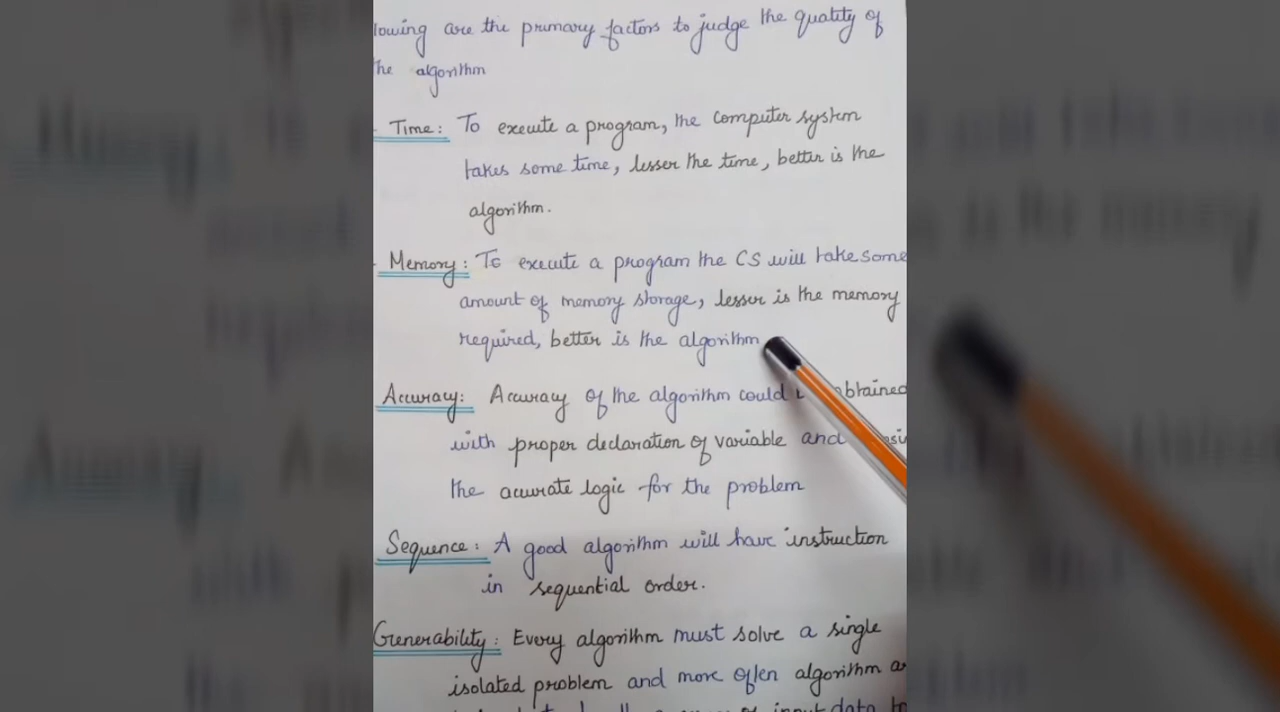 lowing are the primary factors to judge the quality of
the algorithm
- Time: To execute a program, the computer system
takes some time, lesser the time, better is the
algorithm.
- Memory: To execute a program the CS will take some
amount of memory storage, lesser is the memory
required, better is the algorithm
Accuracy: Accuracy of the algorithm could obtained
with proper declaration of variable and
the accurate logic for the problem
Sequence: A good algorithm will have instruction
in sequential order.
Generability: Every algorithm must solve a single
isolated problem and more often algorithm
input data to